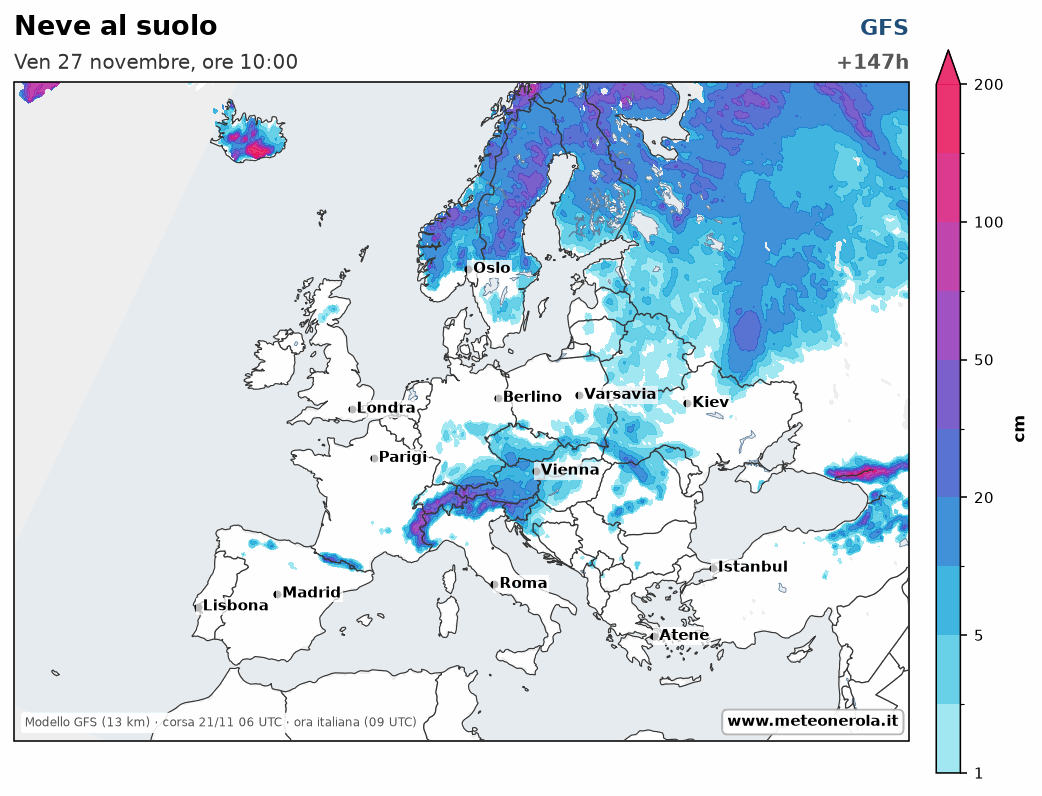 Neve al suolo
GFS
Ven 27 novembre, ore 10:00
+147h
200
100
50
20
5
1
cm
Oslo
Londra
Berlino
Varsavia
Kiev
Parigi
Vienna
Istanbul
Roma
Madrid
Lisbona
Atene
Modello GFS (13 km) · corsa 21/11 06 UTC · ora italiana (09 UTC)
www.meteonerola.it